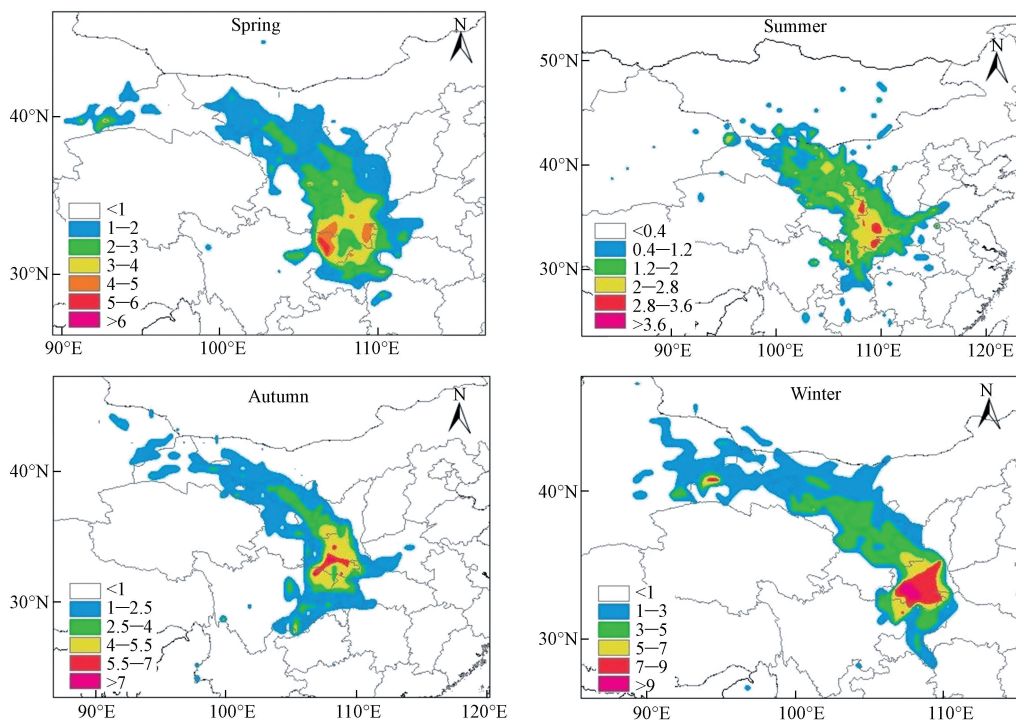 Spring
N
40°N
30°N
<1
1—2
2—3
3—4
4—5
5—6
>6
90°E
100°E
110°E
Summer
N
50°N
40°N
30°N
<0.4
0.4—1.2
1.2—2
2—2.8
2.8—3.6
>3.6
90°E
100°E
110°E
120°E
Autumn
N
40°N
30°N
<1
1—2.5
2.5—4
4—5.5
5.5—7
>7
90°E
100°E
110°E
120°E
Winter
N
40°N
30°N
<1
1—3
3—5
5—7
7—9
>9
90°E
100°E
110°E